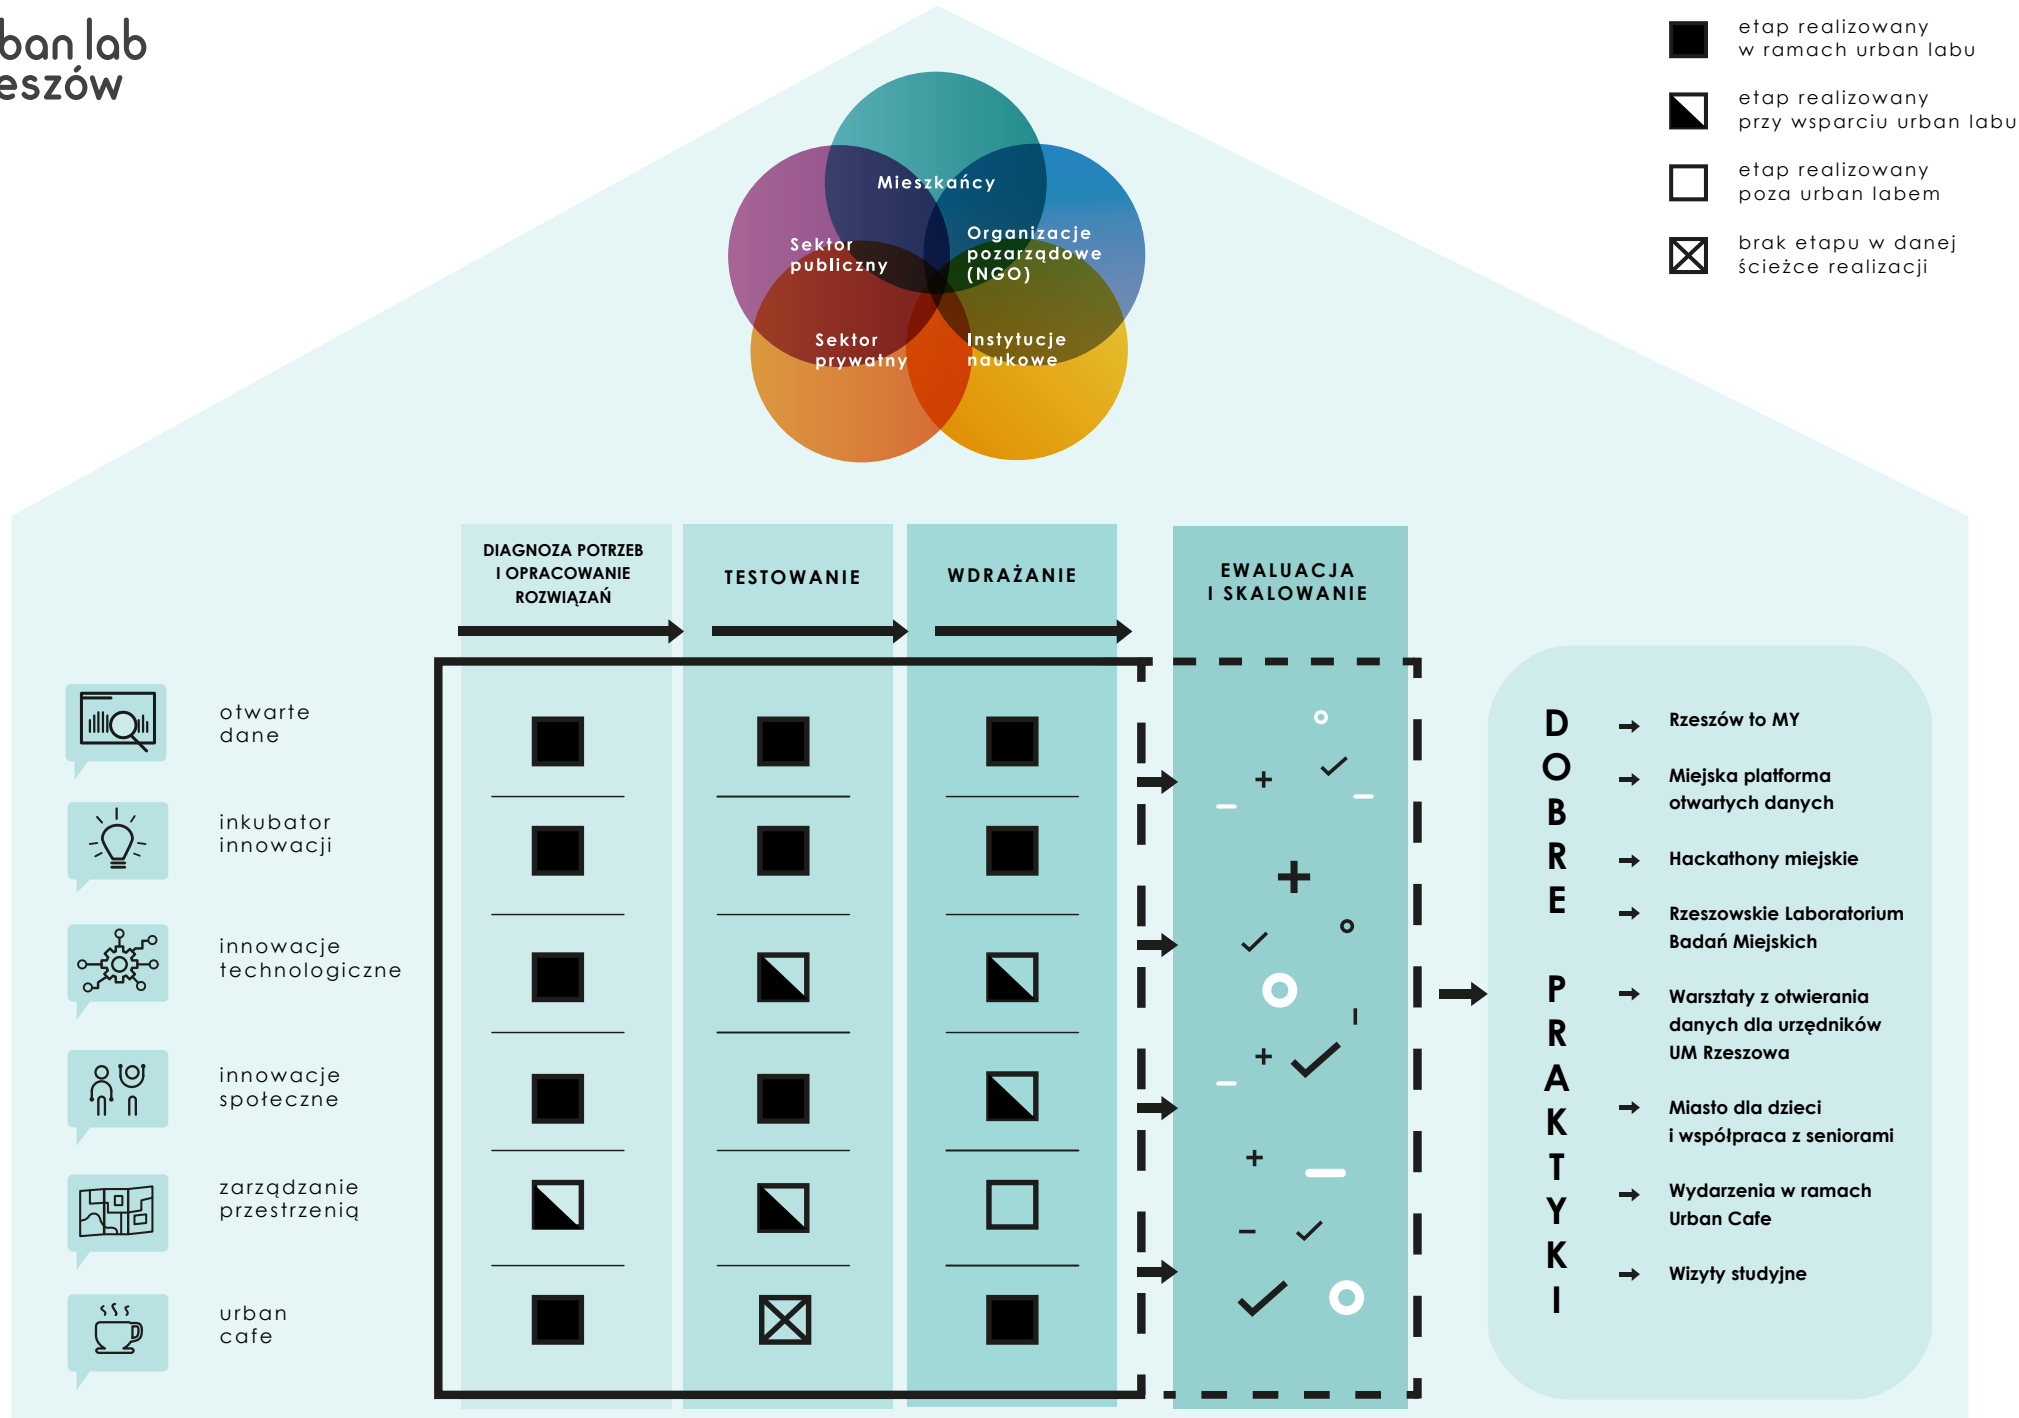 ban lab
eszów
etap realizowany
w ramach urban labu
etap realizowany
przy wsparciu urban labu
etap realizowany
poza urban labem
brak etapu w danej
ścieżce realizacji
Mieszkańcy
Sektor
publiczny
Organizacje
pozarządowe
(NGO)
Sektor
prywatny
Instytucje
naukowe
DIAGNOZA POTRZEB
I OPRACOWANIE
ROZWIĄZAŃ
TESTOWANIE
WDRAŻANIE
EWALUACJA
I SKALOWANIE
otwarte
dane
inkubator
innowacji
innowacje
technologiczne
innowacje
społeczne
zarządzanie
przestrzenią
urban
cafe
DOBRE PRAKTYKI
Rzeszów to MY
Miejska platforma
otwartych danych
Hackathony miejskie
Rzeszowskie Laboratorium
Badań Miejskich
Warsztaty z otwierania
danych dla urzędników
UM Rzeszowa
Miasto dla dzieci
i współpraca z seniorami
Wydarzenia w ramach
Urban Cafe
Wizyty studyjne